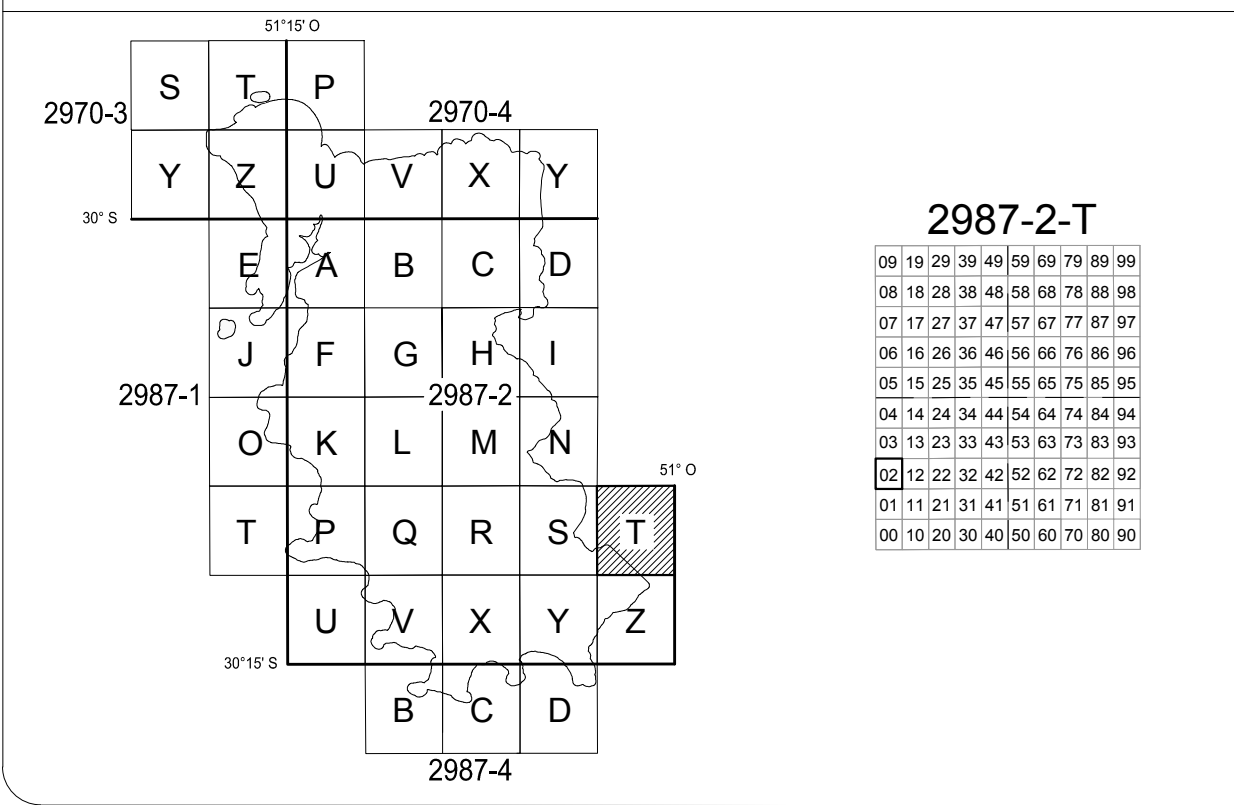 51°15' O
S T P
2970-3 2970-4
Y Z U V X Y
30° S
E A B C D
J F G H I
2987-1 2987-2
O K L M N
51° O
T P Q R S T
U V X Y Z
30°15' S
B C D
2987-4
2987-2-T
09 19 29 39 49 59 69 79 89 99
08 18 28 38 48 58 68 78 88 98
07 17 27 37 47 57 67 77 87 97
06 16 26 36 46 56 66 76 86 96
05 15 25 35 45 55 65 75 85 95
04 14 24 34 44 54 64 74 84 94
03 13 23 33 43 53 63 73 83 93
02 12 22 32 42 52 62 72 82 92
01 11 21 31 41 51 61 71 81 91
00 10 20 30 40 50 60 70 80 90